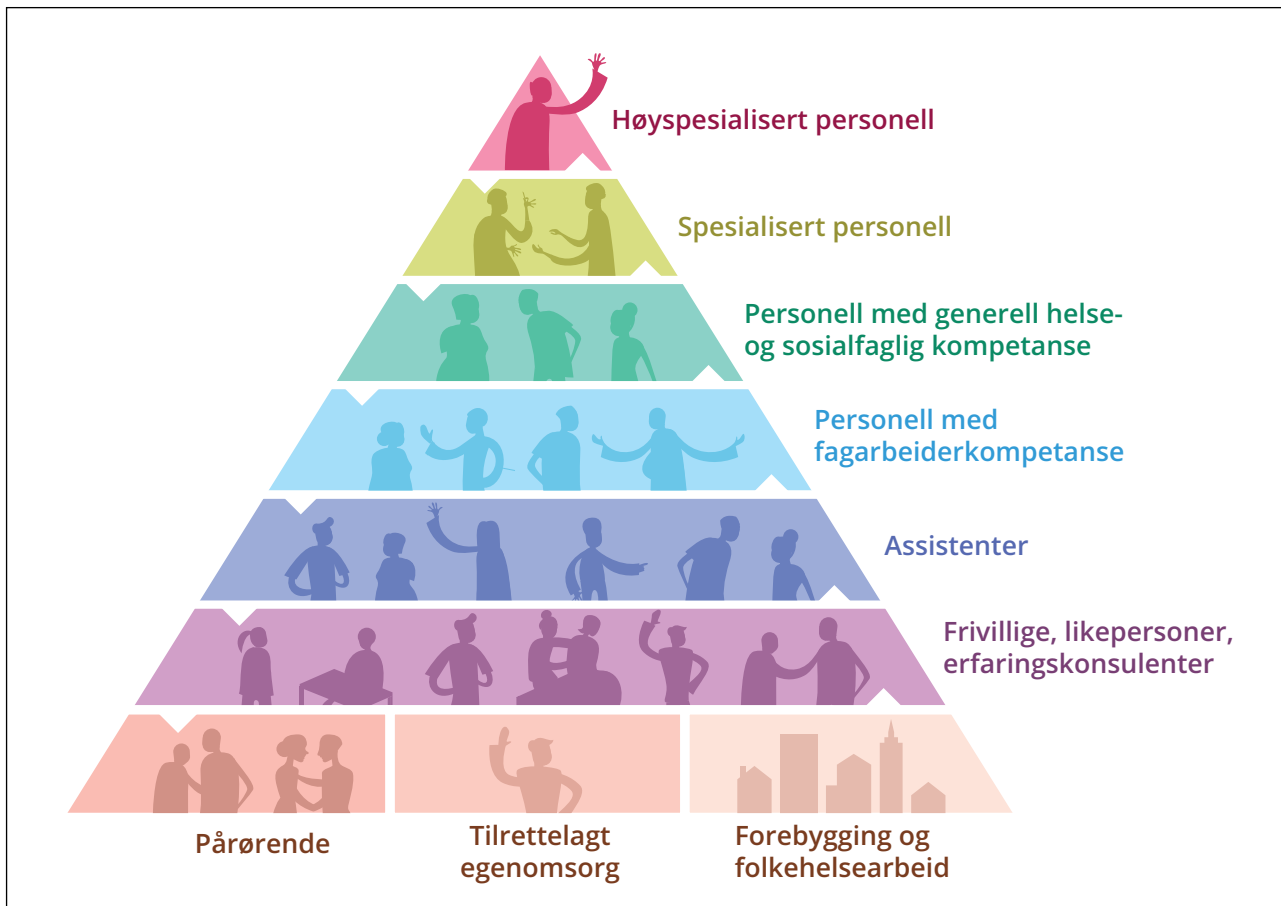 Høyspesialisert personell
Spesialisert personell
Personell med generell helse-
og sosialfaglig kompetanse
Personell med
fagarbeiderkompetanse
Assistenter
Frivillige, likepersoner,
erfaringskonsulenter
Pårørende
Tilrettelagt
egenomsorg
Forebygging og
folkehelsearbeid